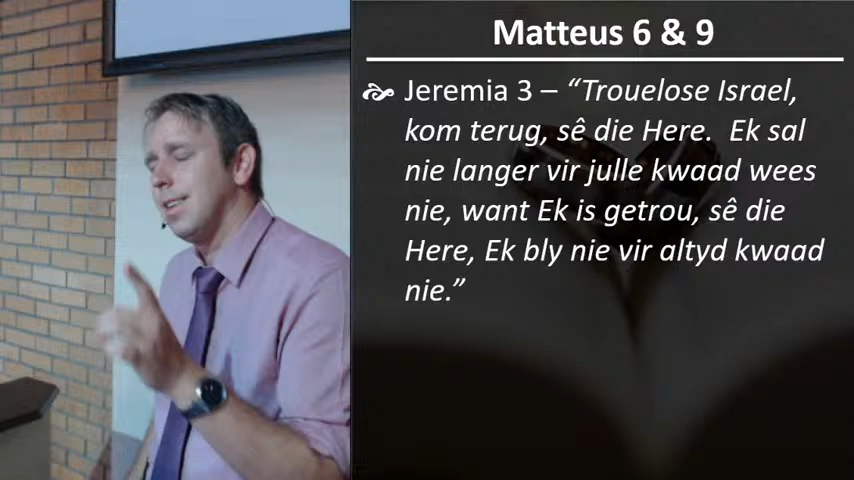 Matteus 6 & 9
Jeremia 3 – “Trouelose Israel,
kom terug, sê die Here.  Ek sal
nie langer vir julle kwaad wees
nie, want Ek is getrou, sê die
Here, Ek bly nie vir altyd kwaad
nie.”